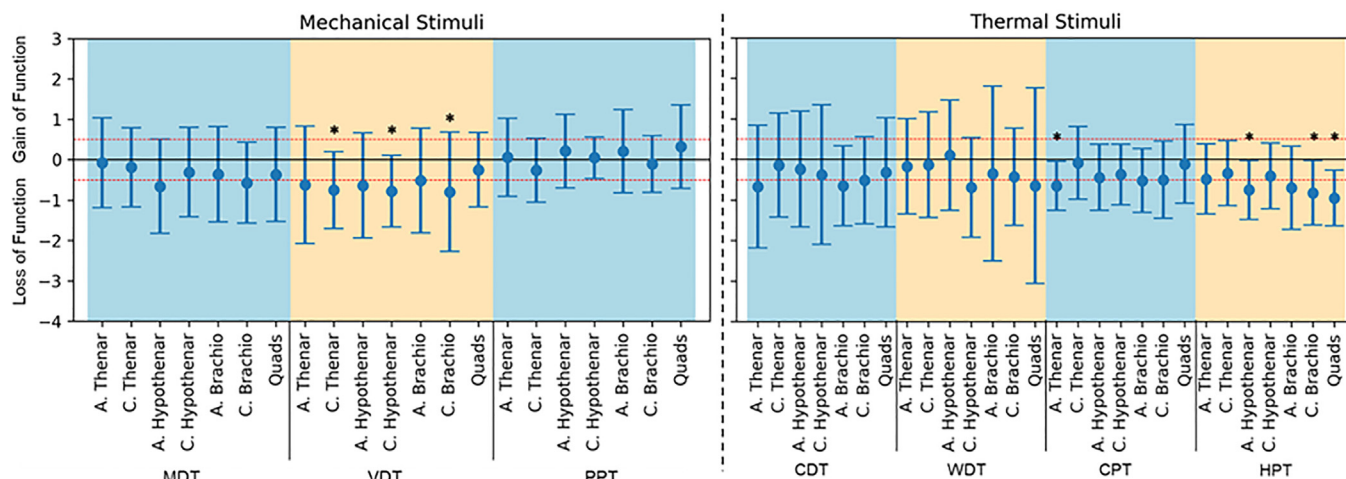 Mechanical Stimuli
Thermal Stimuli
Gain of Function
Loss of Function
3
2
1
0
−1
−2
−3
−4
A. Thenar
C. Thenar
A. Hypothenar
C. Hypothenar
A. Brachio
C. Brachio
Quads
A. Thenar
C. Thenar
A. Hypothenar
C. Hypothenar
A. Brachio
C. Brachio
Quads
A. Thenar
C. Thenar
A. Hypothenar
C. Hypothenar
A. Brachio
C. Brachio
Quads
A. Thenar
C. Thenar
A. Hypothenar
C. Hypothenar
A. Brachio
C. Brachio
Quads
A. Thenar
C. Thenar
A. Hypothenar
C. Hypothenar
A. Brachio
C. Brachio
Quads
A. Thenar
C. Thenar
A. Hypothenar
C. Hypothenar
A. Brachio
C. Brachio
Quads
A. Thenar
C. Thenar
A. Hypothenar
C. Hypothenar
A. Brachio
C. Brachio
Quads
MDT
VDT
PPT
CDT
WDT
CPT
HPT